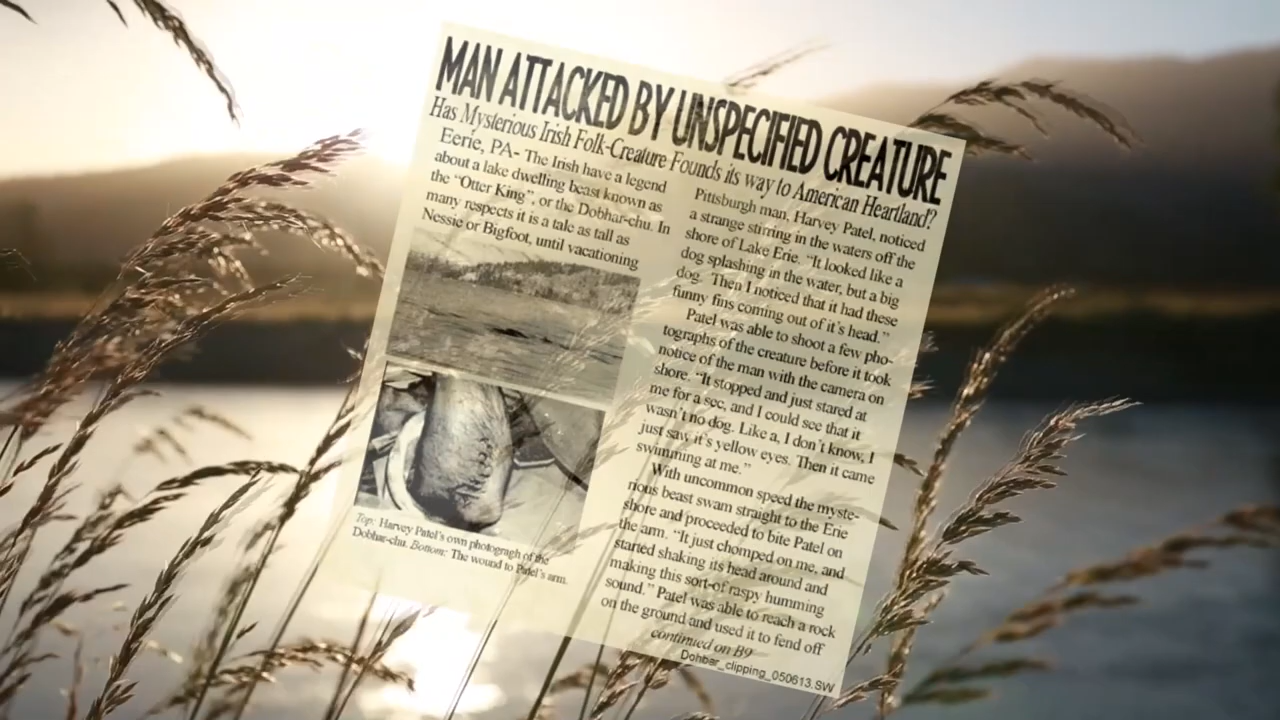 MAN ATTACKED BY UNSPECIFIED CREATURE
Has Mysterious Irish Folk-Creature Founds its way to American Heartland?
Eerie, PA- The Irish have a legend
about a lake dwelling beast known as
the “Otter King”, or the Dobhar-chu. In
many respects it is a tale as tall as
Nessie or Bigfoot, until vacationing
Top: Harvey Patel's own photograph of the
Dobhar-chu. Bottom: The wound to Patel's arm.
Pittsburgh man, Harvey Patel, noticed
a strange stirring in the waters off the
shore of Lake Erie. “It looked like a
dog splashing in the water, but a big
dog. Then I noticed that it had these
funny fins coming out of it's head.”
Patel was able to shoot a few pho-
tographs of the creature before it took
notice of the man with the camera on
shore. “It stopped and just stared at
me for a sec, and I could see that it
wasn't no dog. Like a, I don't know, I
just saw it's yellow eyes. Then it came
swimming at me.”
With uncommon speed the myste-
rious beast swam straight to the Erie
shore and proceeded to bite Patel on
the arm. “It just chomped on me, and
started shaking its head around and
making this sort-of raspy humming
sound.” Patel was able to reach a rock
on the ground and used it to fend off
continued on B9
Dohbar_clipping_050613.SW